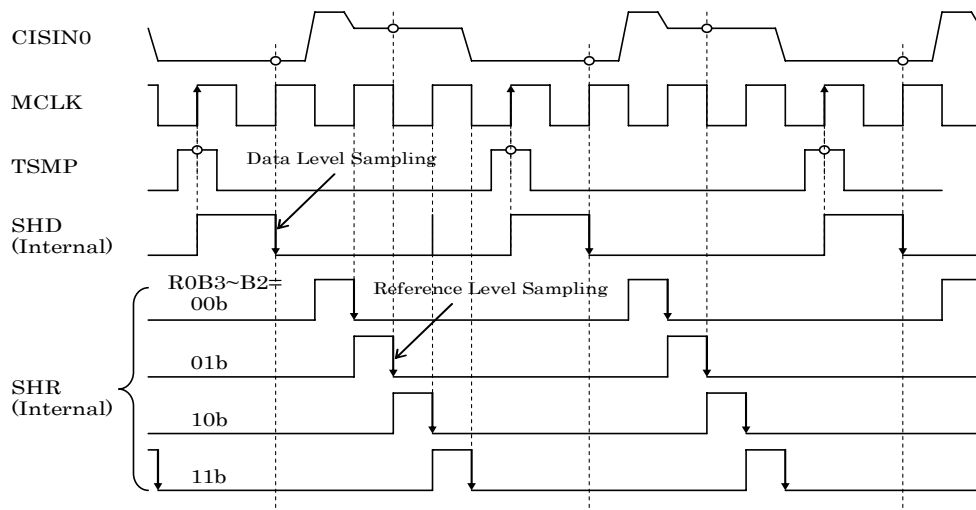 CISIN0
MCLK
TSMP
Data Level Sampling
SHD
(Internal)
R0B3~B2=
00b
Reference Level Sampling
01b
SHR
(Internal)
10b
11b